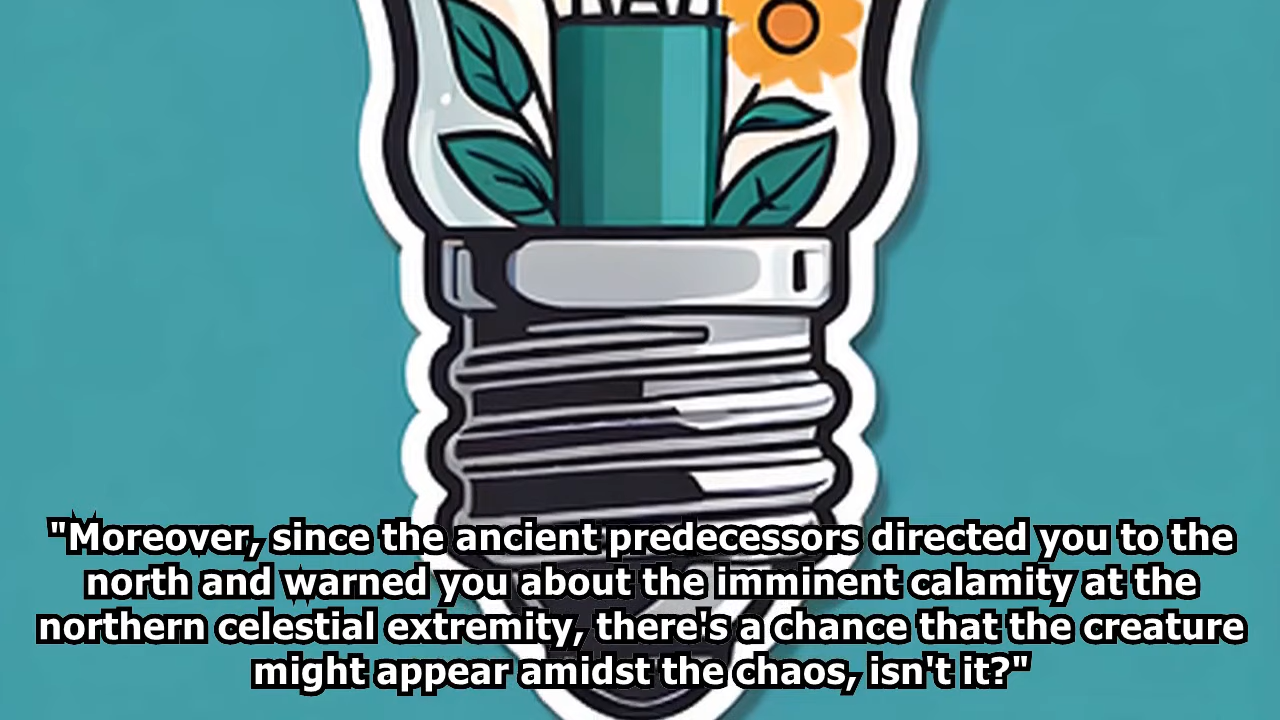 "Moreover, since the ancient predecessors directed you to the
north and warned you about the imminent calamity at the
northern celestial extremity, there's a chance that the creature
might appear amidst the chaos, isn't it?"